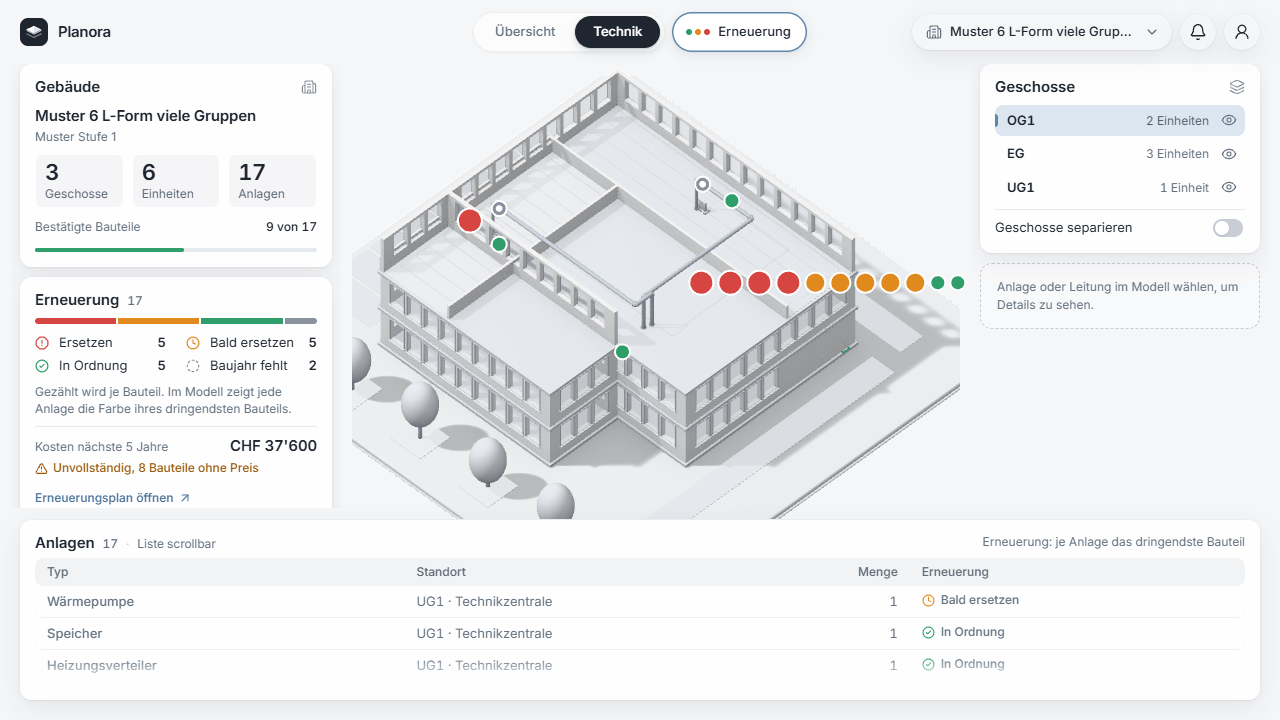 Planora
Übersicht
Technik
Erneuerung
Muster 6 L-Form viele Grup...
Gebäude
Muster 6 L-Form viele Gruppen
Muster Stufe 1
3 Geschosse
6 Einheiten
17 Anlagen
Bestätigte Bauteile 9 von 17
Erneuerung 17
Ersetzen 5
Bald ersetzen 5
In Ordnung 5
Baujahr fehlt 2
Gezählt wird je Bauteil. Im Modell zeigt jede
Anlage die Farbe ihres dringendsten Bauteils.
Kosten nächste 5 Jahre CHF 37'600
Unvollständig, 8 Bauteile ohne Preis
Erneuerungsplan öffnen
Geschosse
OG1 2 Einheiten
EG 3 Einheiten
UG1 1 Einheit
Geschosse separieren
Anlage oder Leitung im Modell wählen, um
Details zu sehen.
Anlagen 17 · Liste scrollbar
Erneuerung: je Anlage das dringendste Bauteil
Typ Standort Menge Erneuerung
Wärmepumpe UG1 · Technikzentrale 1 Bald ersetzen
Speicher UG1 · Technikzentrale 1 In Ordnung
Heizungsverteiler UG1 · Technikzentrale 1 In Ordnung